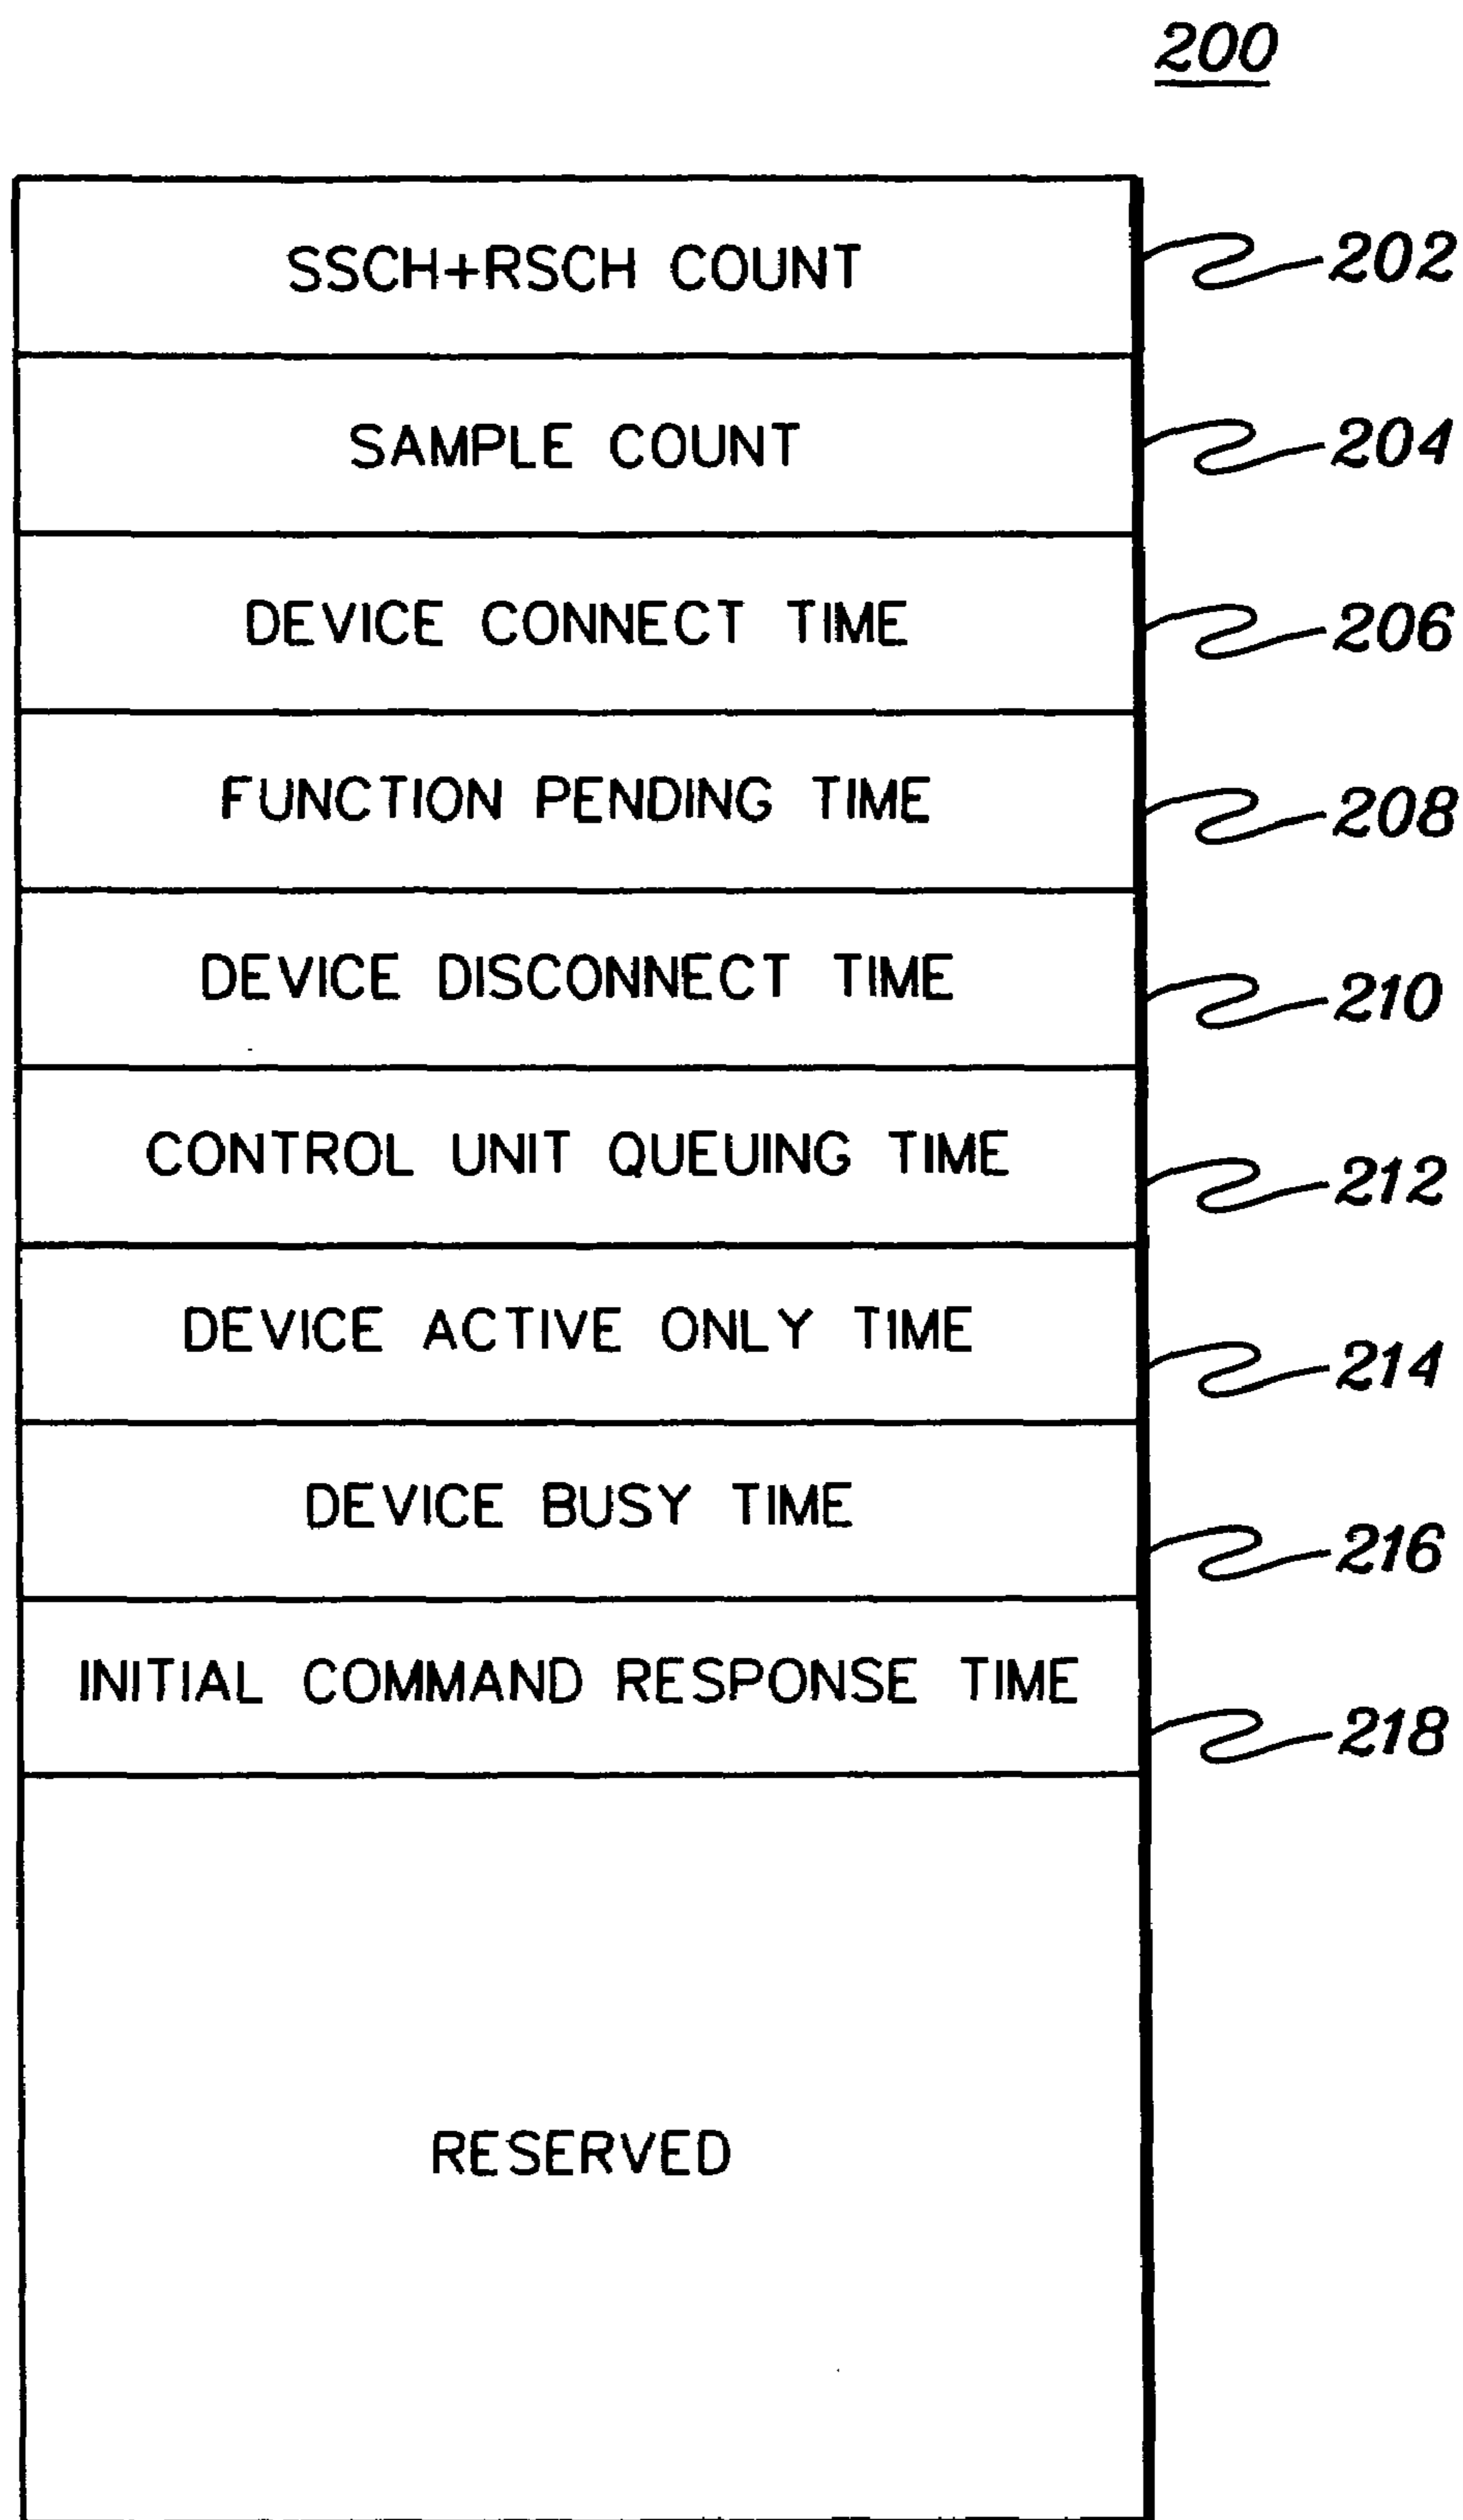 200
SSCH+RSCH COUNT 202
SAMPLE COUNT 204
DEVICE CONNECT TIME 206
FUNCTION PENDING TIME 208
DEVICE DISCONNECT TIME 210
CONTROL UNIT QUEUING TIME 212
DEVICE ACTIVE ONLY TIME 214
DEVICE BUSY TIME 216
INITIAL COMMAND RESPONSE TIME 218
RESERVED